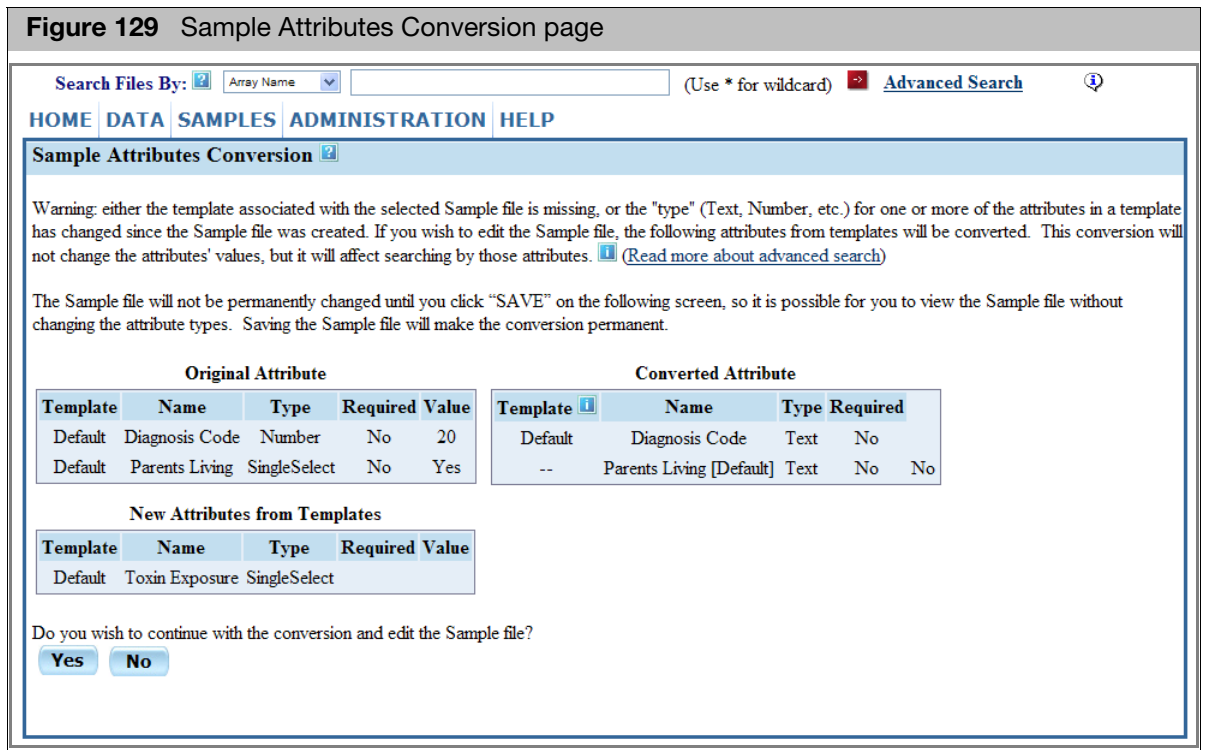 Figure 129 Sample Attributes Conversion page
Search Files By: ? Array Name (Use * for wildcard) Advanced Search
HOME DATA SAMPLES ADMINISTRATION HELP
Sample Attributes Conversion ?
Warning: either the template associated with the selected Sample file is missing, or the "type" (Text, Number, etc.) for one or more of the attributes in a template
has changed since the Sample file was created. If you wish to edit the Sample file, the following attributes from templates will be converted. This conversion will
not change the attributes' values, but it will affect searching by those attributes. i (Read more about advanced search)
The Sample file will not be permanently changed until you click “SAVE” on the following screen, so it is possible for you to view the Sample file without
changing the attribute types. Saving the Sample file will make the conversion permanent.
Original Attribute
Template Name Type Required Value
Default Diagnosis Code Number No 20
Default Parents Living SingleSelect No Yes
Converted Attribute
Template i Name Type Required
Default Diagnosis Code Text No
-- Parents Living [Default] Text No No
New Attributes from Templates
Template Name Type Required Value
Default Toxin Exposure SingleSelect
Do you wish to continue with the conversion and edit the Sample file?
Yes No